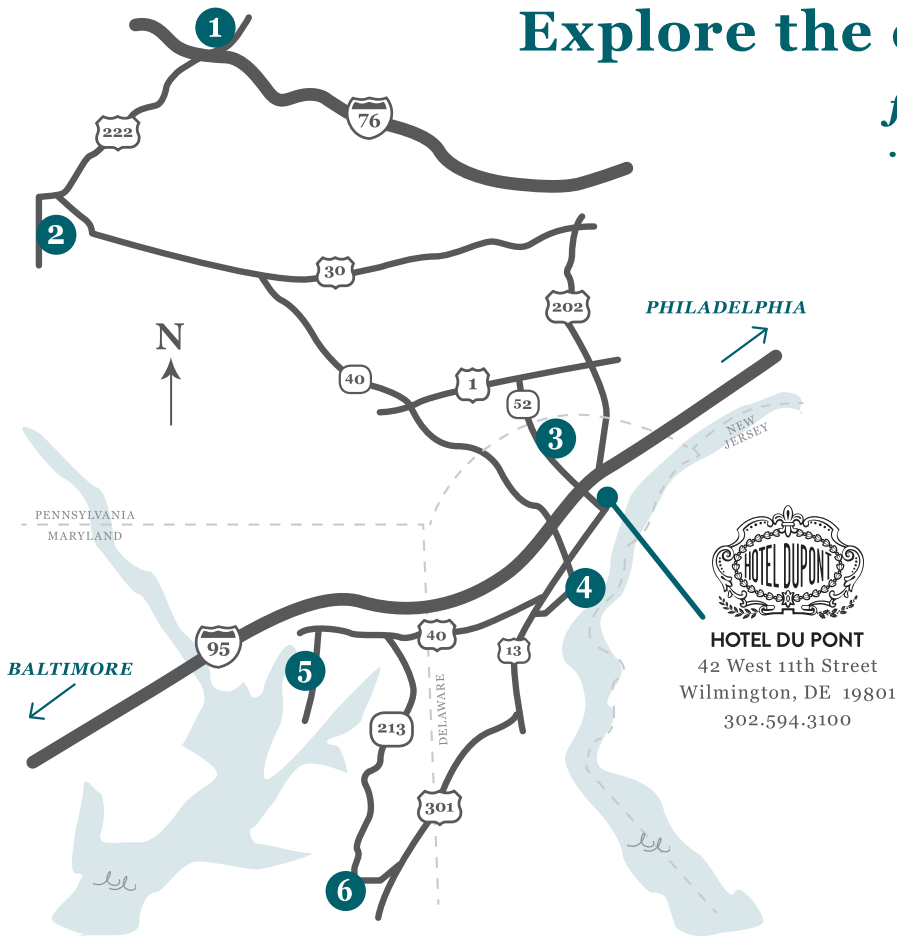 Explore the
1
76
222
2
30
202
PHILADELPHIA
N
40
1
52
NEW
JERSEY
3
PENNSYLVANIA
MARYLAND
HOTEL DUPONT
4
HOTEL DU PONT
42 West 11th Street
Wilmington, DE 19801
302.594.3100
95
40
13
BALTIMORE
5
DELAWARE
213
301
6